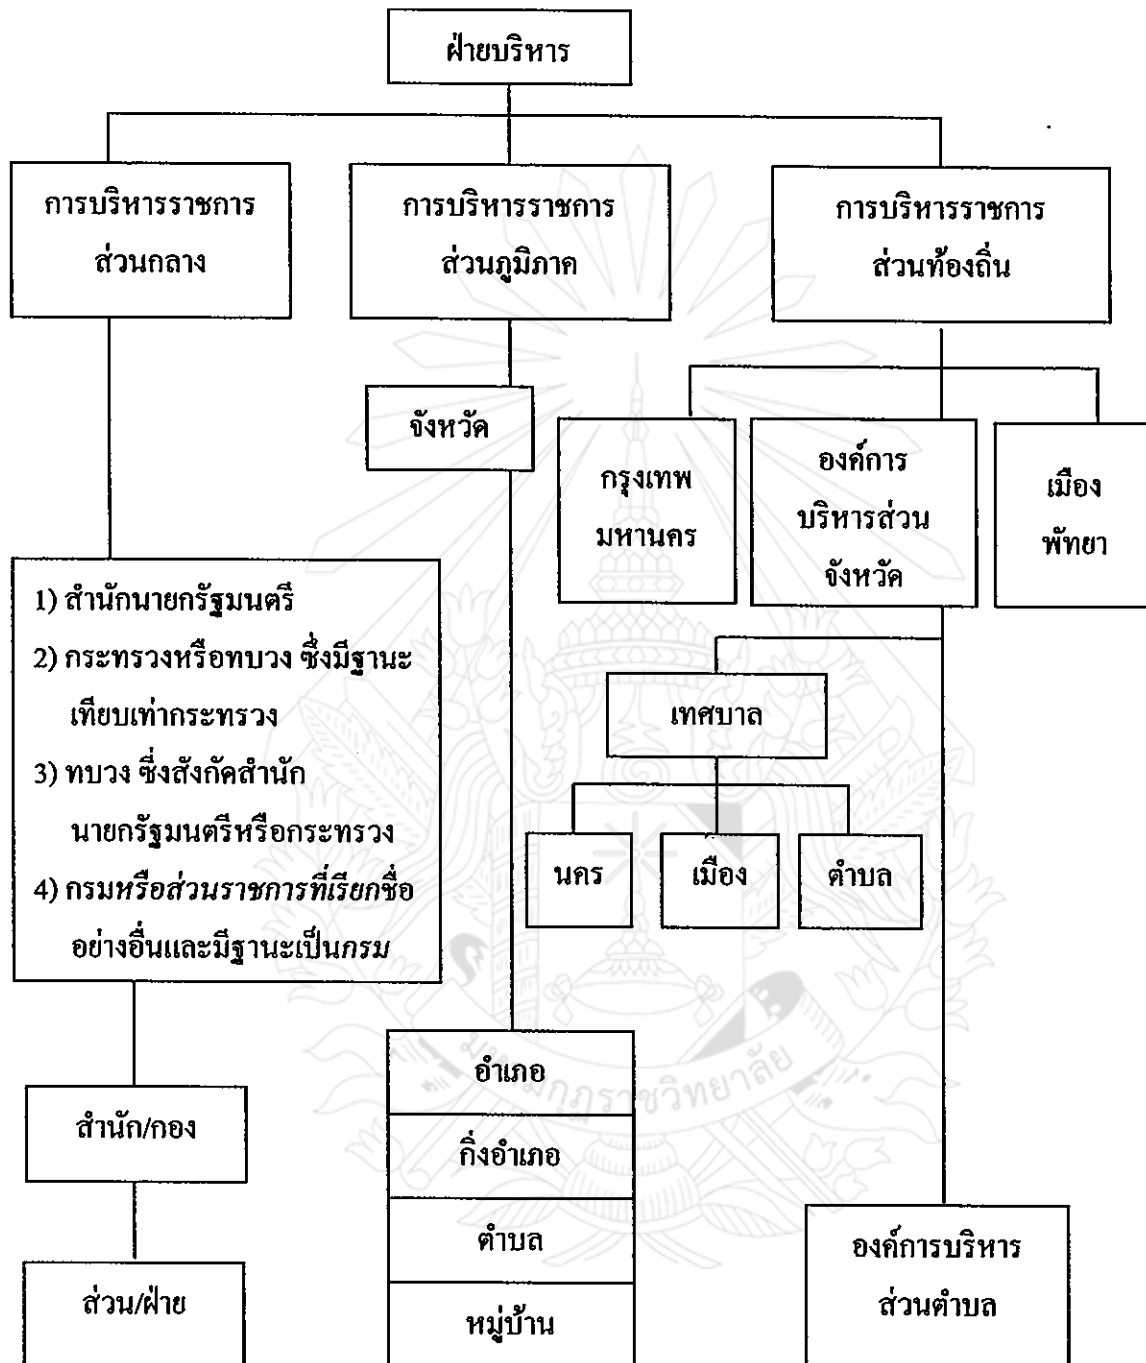 ฝ่ายบริหาร
การบริหารราชการ
ส่วนกลาง
การบริหารราชการ
ส่วนภูมิภาค
การบริหารราชการ
ส่วนท้องถิ่น
จังหวัด
กรุงเทพ
มหานคร
องค์การ
บริหารส่วน
จังหวัด
เมือง
พัทยา
1) สำนักนายกรัฐมนตรี
2) กระทรวงหรือทบวง ซึ่งมีฐานะ
เทียบเท่ากระทรวง
3) ทบวง ซึ่งสังกัดสำนัก
นายกรัฐมนตรีหรือกระทรวง
4) กรมหรือส่วนราชการที่เรียกชื่อ
อย่างอื่นและมีฐานะเป็นกรม
เทศบาล
นคร
เมือง
ตำบล
สำนัก/กอง
ส่วน/ฝ่าย
อำเภอ
กิ่งอำเภอ
ตำบล
หมู่บ้าน
องค์การบริหาร
ส่วนตำบล